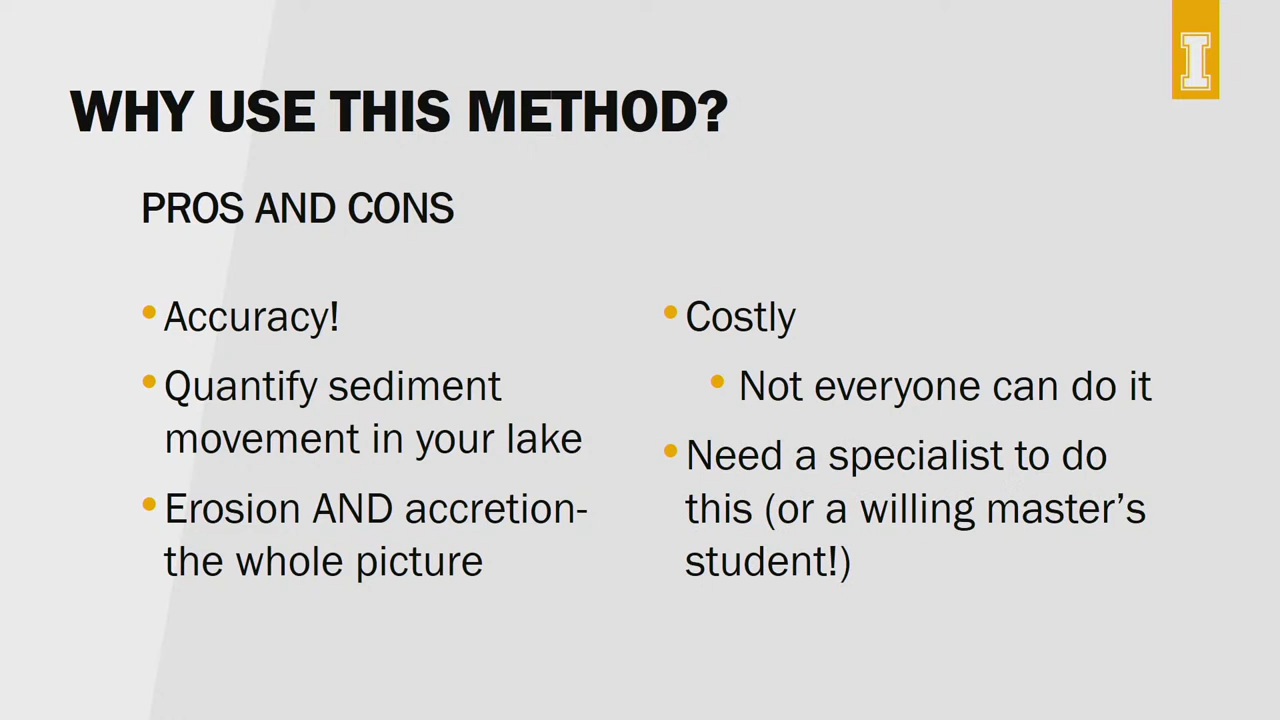 I
WHY USE THIS METHOD?
PROS AND CONS
• Accuracy!
• Quantify sediment
movement in your lake
• Erosion AND accretion-
the whole picture
• Costly
• Not everyone can do it
• Need a specialist to do
this (or a willing master’s
student!)